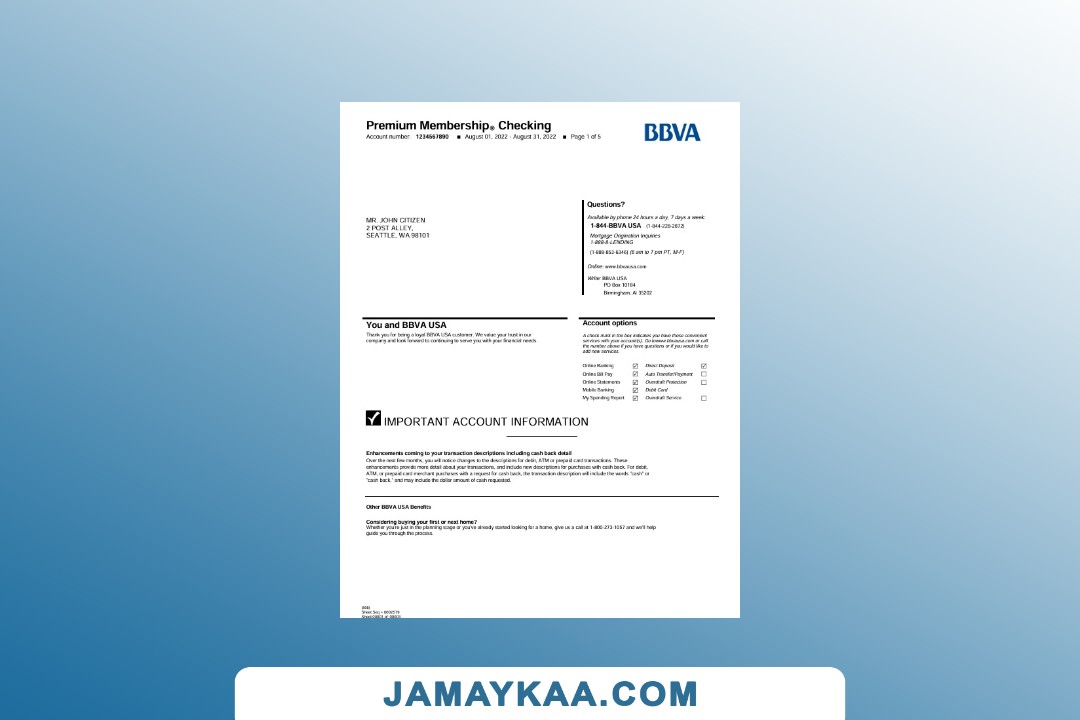 Premium Membership® Checking
Account number: 1234567890 ■ August 01, 2022 - August 31, 2022 ■ Page 1 of 5
BBVA
MR. JOHN CITIZEN
2 POST ALLEY,
SEATTLE, WA 98101
Questions?
Available by phone 24 hours a day, 7 days a week:
1-844-BBVA USA (1-844-228-2872)
Mortgage Origination Inquiries
1-888-8-LENDING
(6 am to 7 pm PT, M-F)
Online: www.bbvausa.com
Write: BBVA USA
PO Box 10184
Birmingham, Al 35202
You and BBVA USA
Thank you for being a loyal BBVA USA customer. We value your trust in our
company and look forward to continuing to serve you with your financial needs.
Account options
A check mark in the box indicates you have these convenient
services with your account(s). Go to www.bbvausa.com or call
the number above if you have questions or if you would like to
add new services.
Online Banking ☑ Direct Deposit ☑
Online Bill Pay ☑ Auto Transfer/Payment ☐
Online Statements ☑ Overdraft Protection ☐
Mobile Banking ☑ Debit Card
My Spending Report ☑ Overdraft Service ☐
IMPORTANT ACCOUNT INFORMATION
Enhancements coming to your transaction descriptions including cash back detail
Over the next few months, you will notice changes to the descriptions for debit, ATM or prepaid card transactions. These
enhancements provide more detail about your transactions, and include new descriptions for purchases with cash back. For debit,
ATM, or prepaid card merchant purchases with a request for cash back, the transaction description will include the words "cash" or
"cash back," and may include the dollar amount of cash requested.
Other BBVA USA Benefits
Considering buying your first or next home?
Whether you're just in the planning stage or you've already started looking for a home, give us a call at 1-800-273-1057 and we'll help
guide you through the process.
JAMAYKAA.COM